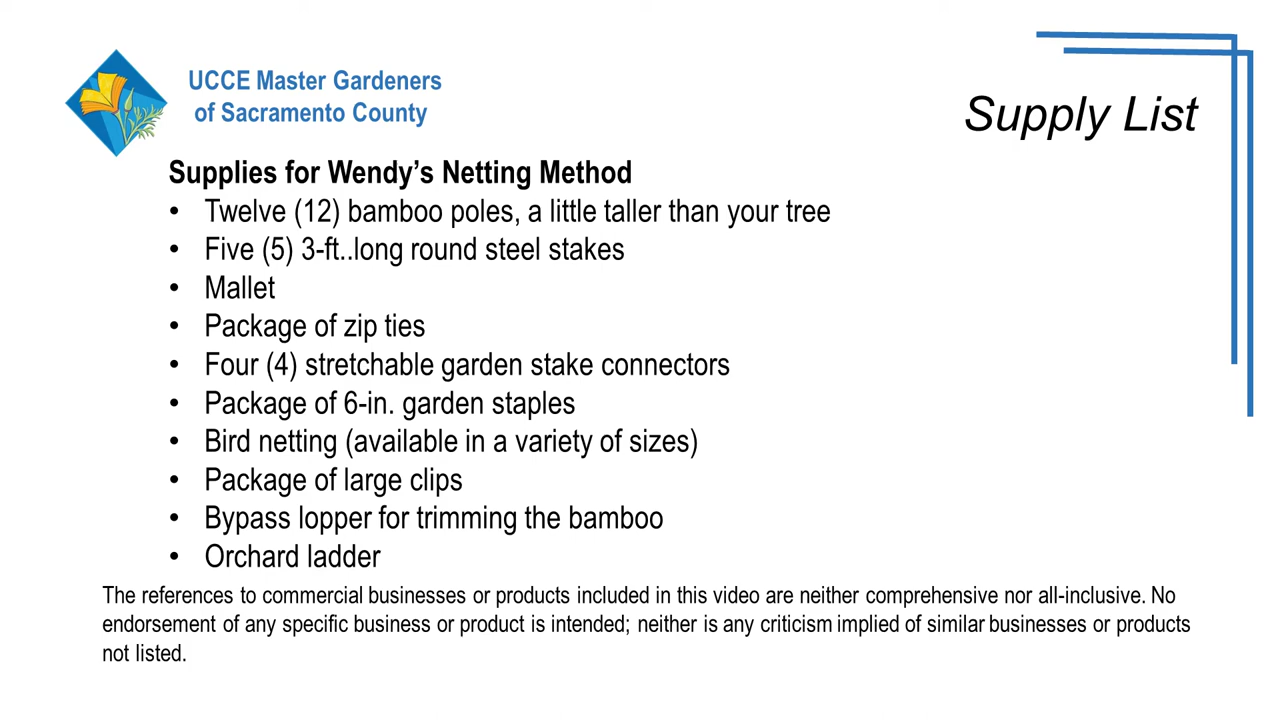 UCCE Master Gardeners
of Sacramento County
Supply List
Supplies for Wendy’s Netting Method
• Twelve (12) bamboo poles, a little taller than your tree
• Five (5) 3-ft..long round steel stakes
• Mallet
• Package of zip ties
• Four (4) stretchable garden stake connectors
• Package of 6-in. garden staples
• Bird netting (available in a variety of sizes)
• Package of large clips
• Bypass lopper for trimming the bamboo
• Orchard ladder
The references to commercial businesses or products included in this video are neither comprehensive nor all-inclusive. No
endorsement of any specific business or product is intended; neither is any criticism implied of similar businesses or products
not listed.